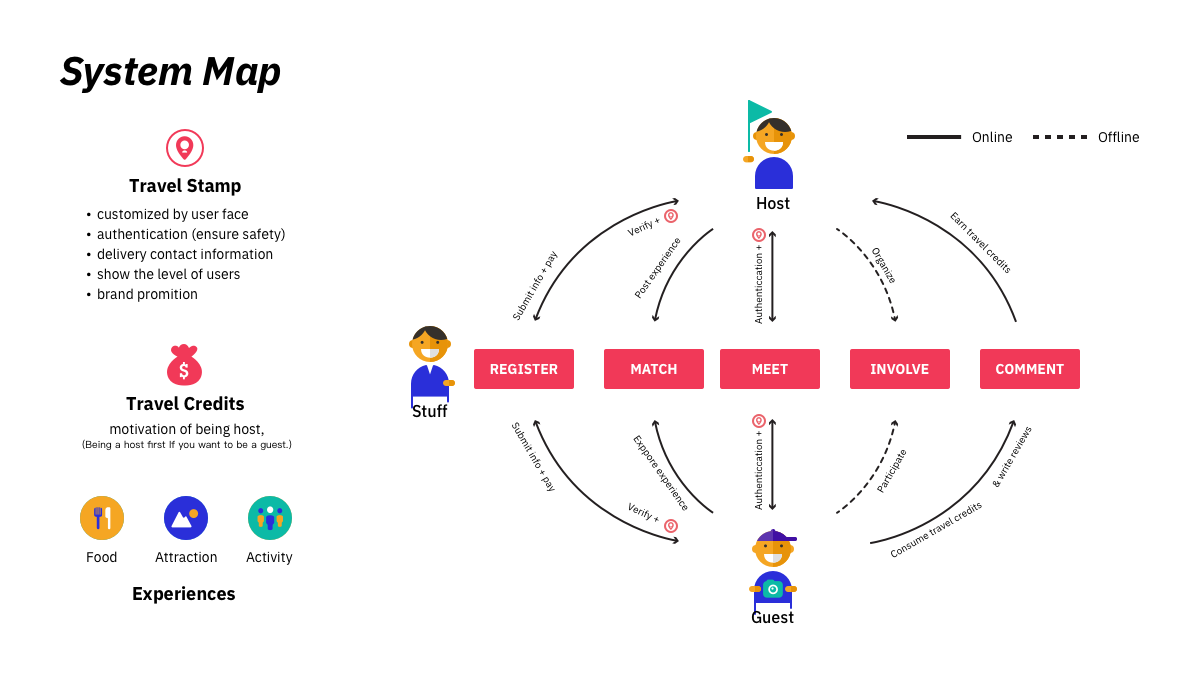 System Map
Travel Stamp
• customized by user face
• authentication (ensure safety)
• delivery contact information
• show the level of users
• brand promition
Travel Credits
motivation of being host,
(Being a host first If you want to be a guest.)
Food
Attraction
Activity
Experiences
Online
Offline
Host
Submit info + pay
Verify +
Post experience
Authenticcation +
Organize
Earn travel credits
Stuff
REGISTER
MATCH
MEET
INVOLVE
COMMENT
Submit info + pay
Verify +
Exppore experience
Authenticcation +
Participate
Consume travel credits
& write reviews
Guest
$